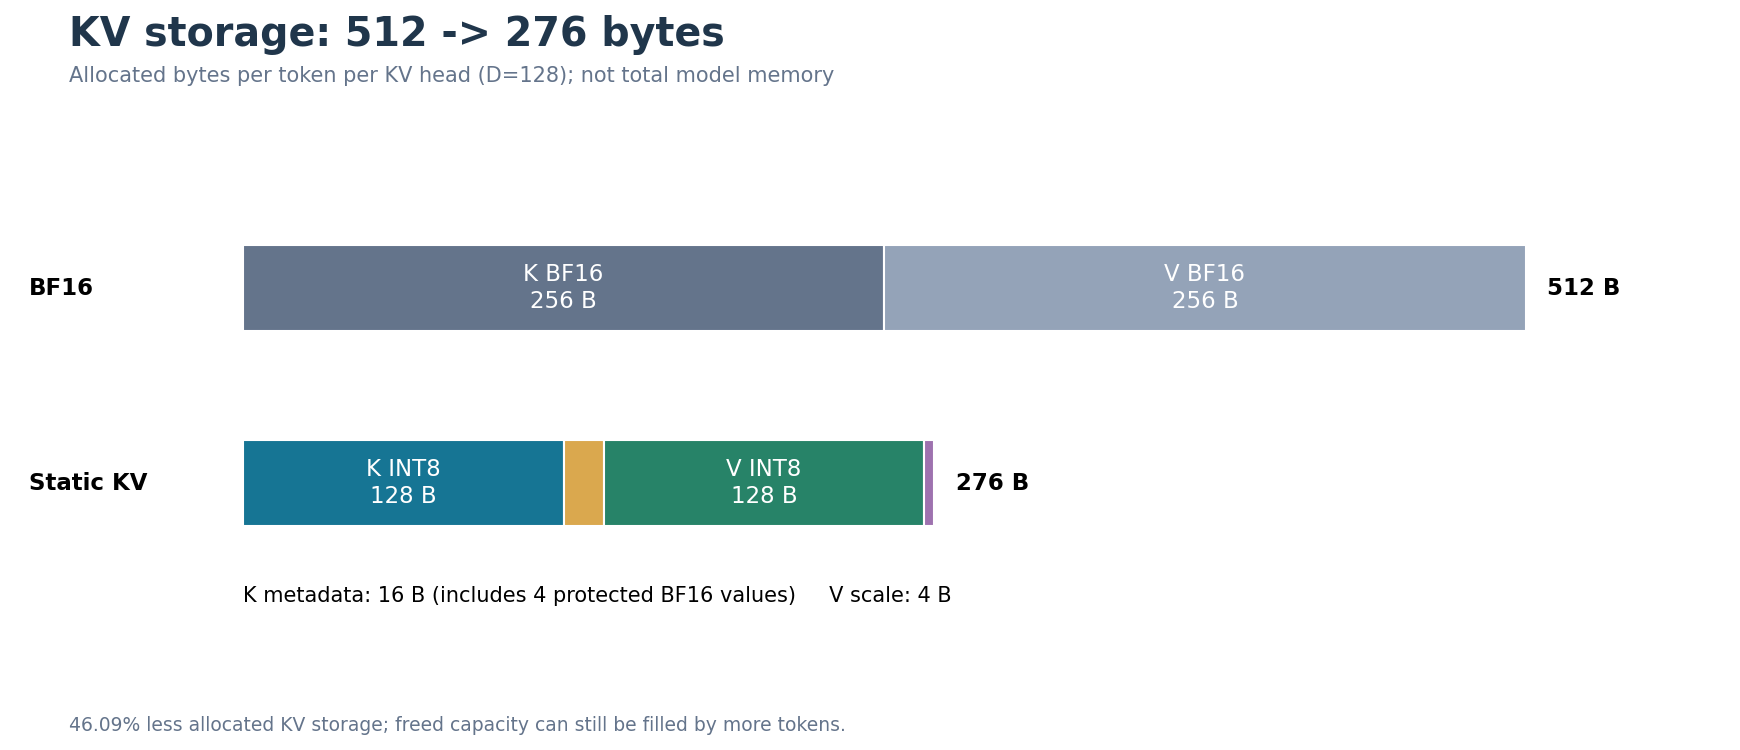 KV storage: 512 -> 276 bytes
Allocated bytes per token per KV head (D=128); not total model memory
BF16
K BF16
256 B
V BF16
256 B
512 B
Static KV
K INT8
128 B
V INT8
128 B
276 B
K metadata: 16 B (includes 4 protected BF16 values)     V scale: 4 B
46.09% less allocated KV storage; freed capacity can still be filled by more tokens.